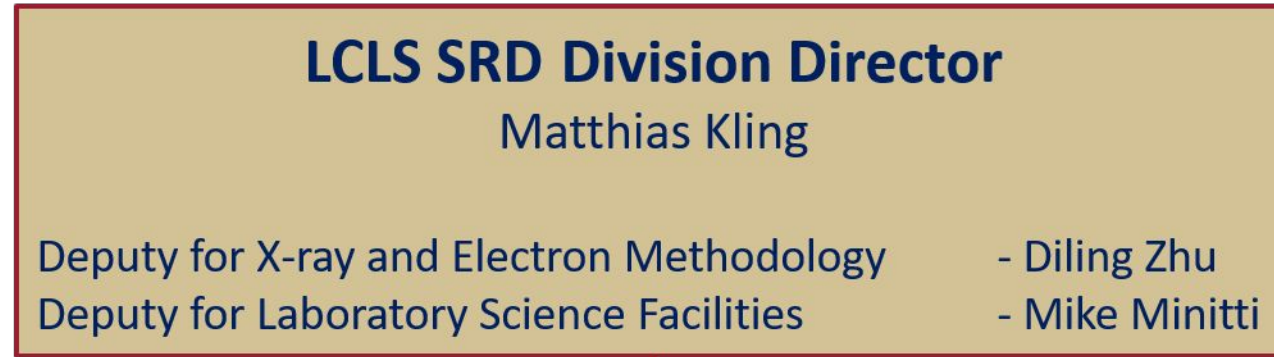 LCLS SRD Division Director
Matthias Kling
Deputy for X-ray and Electron Methodology - Diling Zhu
Deputy for Laboratory Science Facilities - Mike Minitti